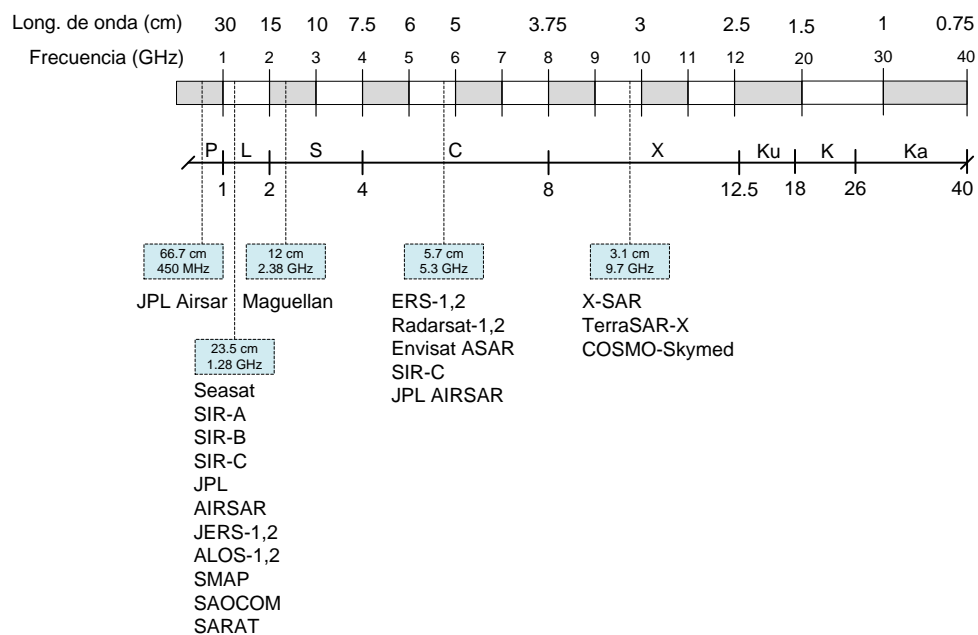 Long. de onda (cm) 30 15 10 7.5 6 5 3.75 3 2.5 1.5 1 0.75
Frecuencia (GHz) 1 2 3 4 5 6 7 8 9 10 11 12 20 30 40
P L S C X Ku K Ka
1 2 4 8 12.5 18 26 40
66.7 cm
450 MHz
JPL Airsar
12 cm
2.38 GHz
Maguellan
5.7 cm
5.3 GHz
ERS-1,2
Radarsat-1,2
Envisat ASAR
SIR-C
JPL AIRSAR
3.1 cm
9.7 GHz
X-SAR
TerraSAR-X
COSMO-Skymed
23.5 cm
1.28 GHz
Seasat
SIR-A
SIR-B
SIR-C
JPL
AIRSAR
JERS-1,2
ALOS-1,2
SMAP
SAOCOM
SARAT